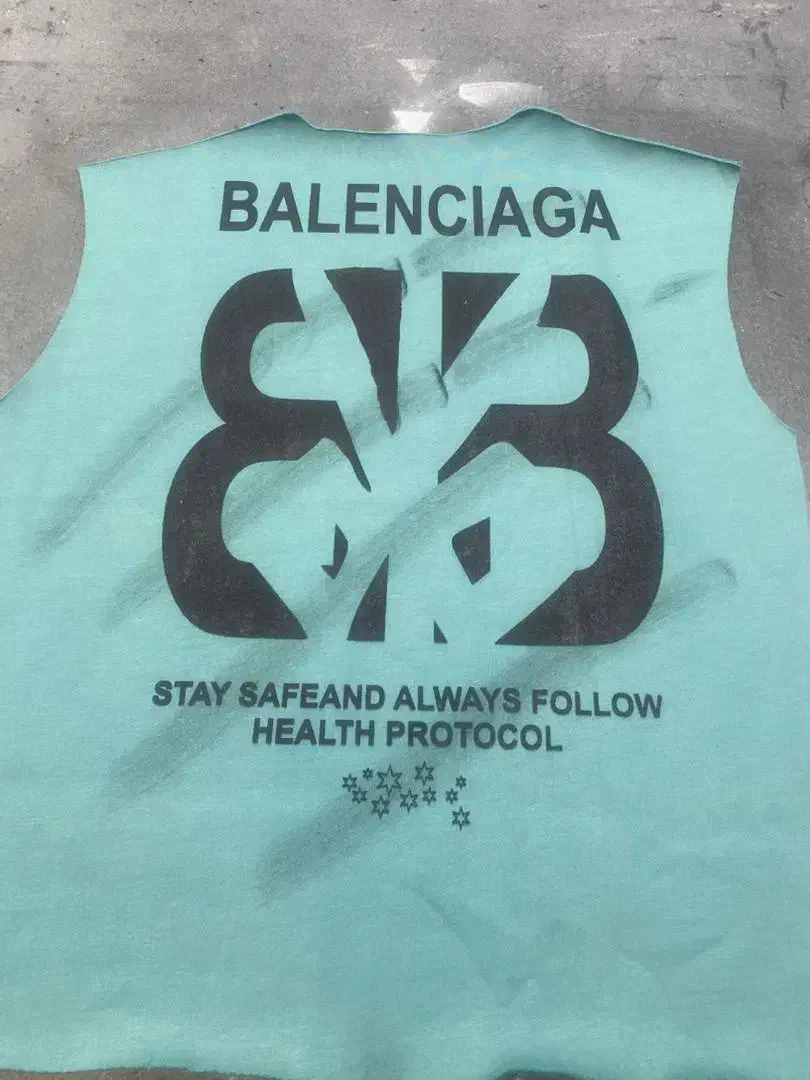 BALENCIAGA
STAY SAFEAND ALWAYS FOLLOW
HEALTH PROTOCOL